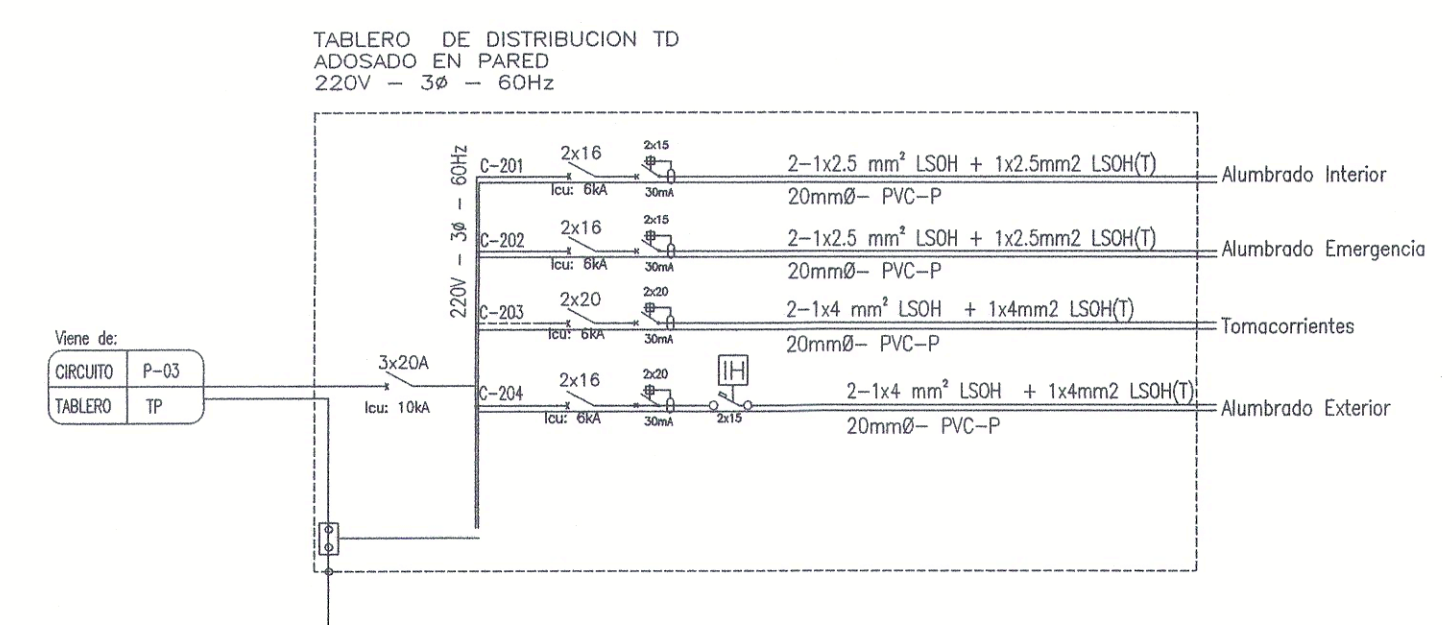 TABLERO DE DISTRIBUCION TD
ADOSADO EN PARED
220V – 3Ø – 60Hz
220V – 3Ø – 60Hz
C-201
2x16
Icu: 6kA
2x15
30mA
2-1x2.5 mm² LSOH + 1x2.5mm2 LSOH(T)
20mmØ- PVC-P
Alumbrado Interior
C-202
2x16
Icu: 6kA
2x15
30mA
2-1x2.5 mm² LSOH + 1x2.5mm2 LSOH(T)
20mmØ- PVC-P
Alumbrado Emergencia
C-203
2x20
Icu: 6kA
2x20
30mA
2-1x4 mm² LSOH + 1x4mm2 LSOH(T)
20mmØ- PVC-P
Tomacorrientes
Viene de:
CIRCUITO P-03
TABLERO TP
3x20A
Icu: 10kA
C-204
2x16
Icu: 6kA
2x20
30mA
IH
2x15
2-1x4 mm² LSOH + 1x4mm2 LSOH(T)
20mmØ- PVC-P
Alumbrado Exterior